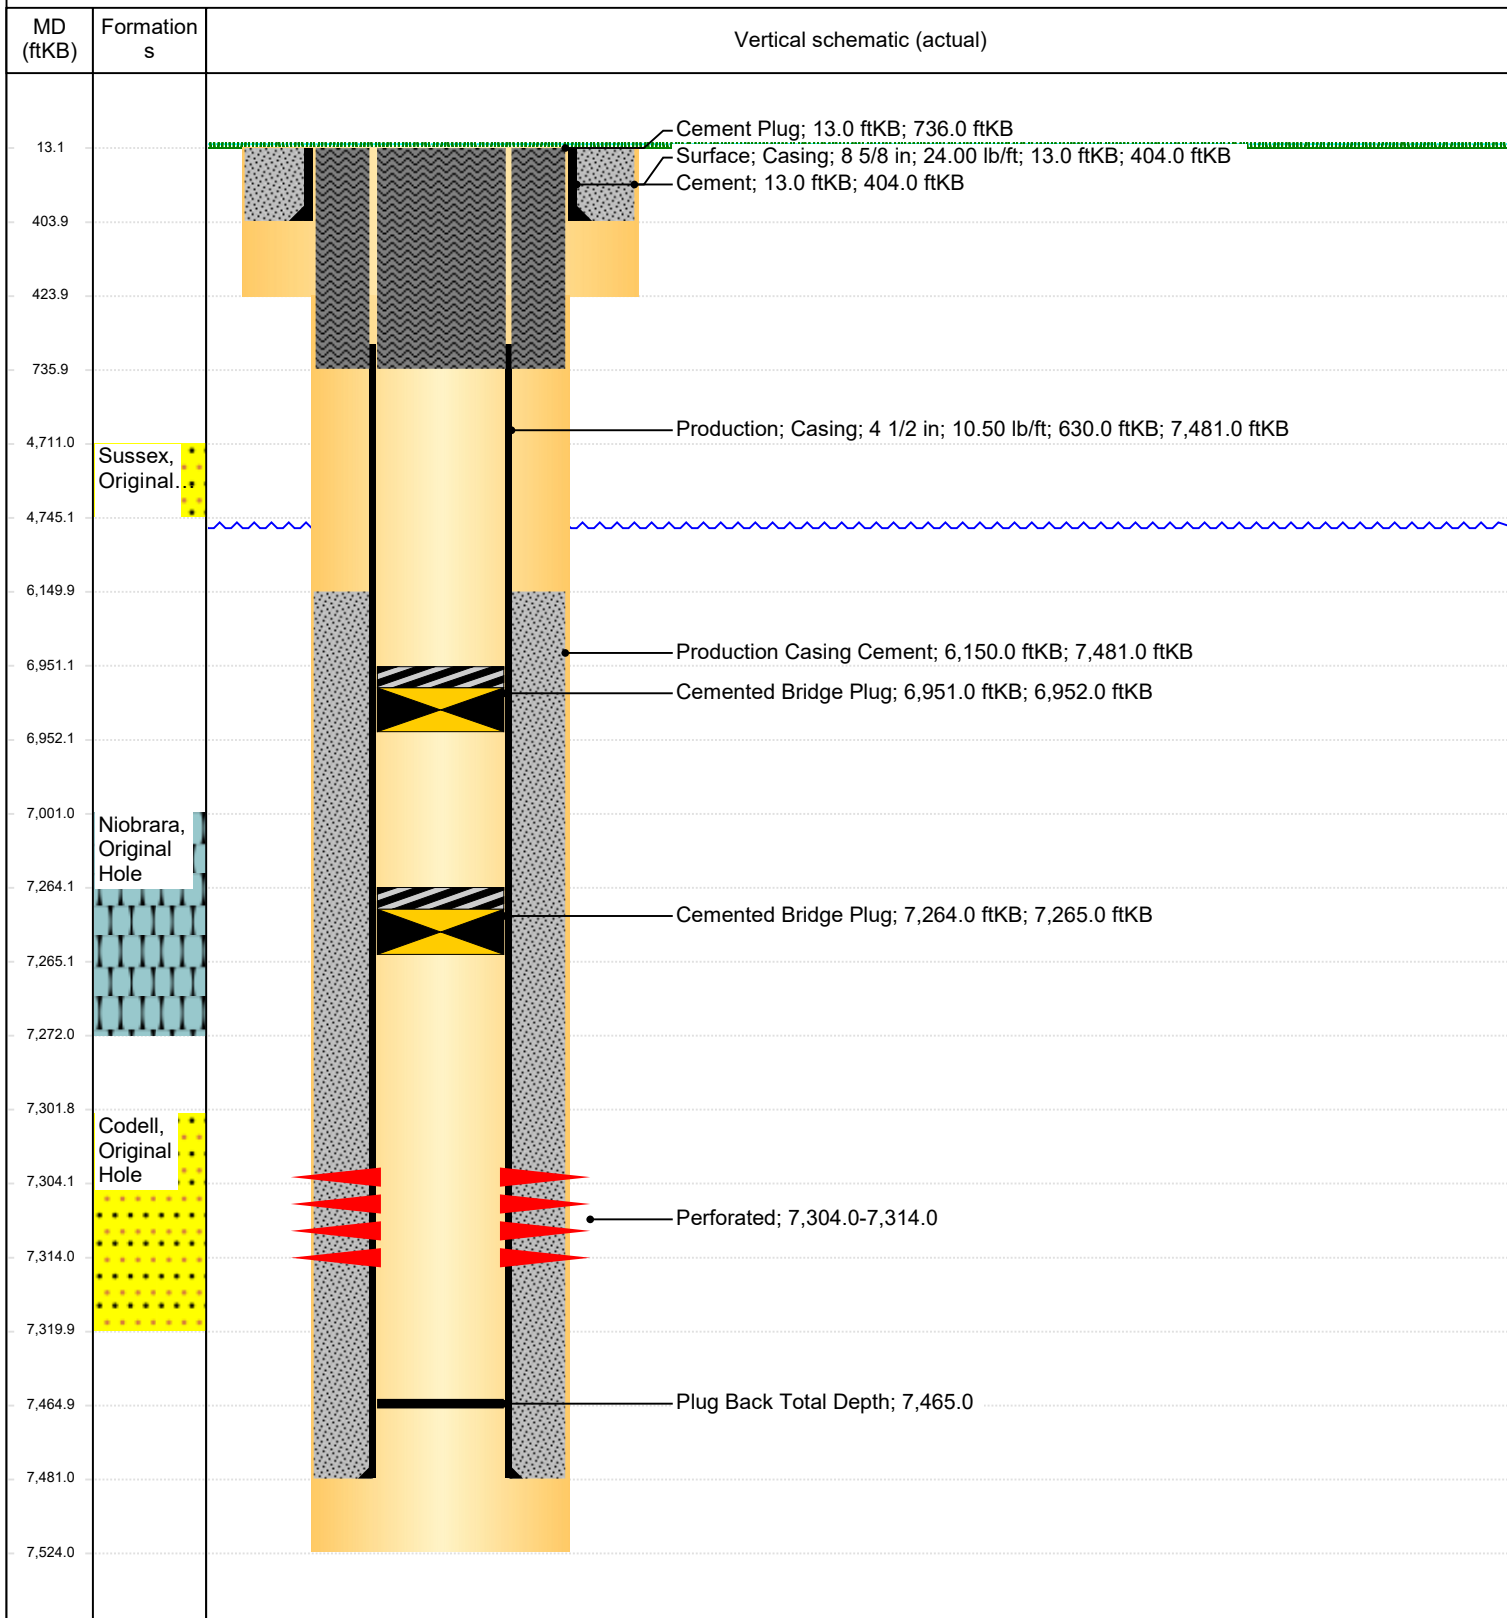 MD
(ftKB)
Formation
s
Vertical schematic (actual)
13.1
Cement Plug; 13.0 ftKB; 736.0 ftKB
Surface; Casing; 8 5/8 in; 24.00 lb/ft; 13.0 ftKB; 404.0 ftKB
Cement; 13.0 ftKB; 404.0 ftKB
403.9
423.9
735.9
Production; Casing; 4 1/2 in; 10.50 lb/ft; 630.0 ftKB; 7,481.0 ftKB
4,711.0
Sussex,
Original...
4,745.1
6,149.9
Production Casing Cement; 6,150.0 ftKB; 7,481.0 ftKB
6,951.1
Cemented Bridge Plug; 6,951.0 ftKB; 6,952.0 ftKB
6,952.1
7,001.0
Niobrara,
Original
Hole
7,264.1
Cemented Bridge Plug; 7,264.0 ftKB; 7,265.0 ftKB
7,265.1
7,272.0
7,301.8
Codell,
Original
Hole
7,304.1
Perforated; 7,304.0-7,314.0
7,314.0
7,319.9
Plug Back Total Depth; 7,465.0
7,464.9
7,481.0
7,524.0